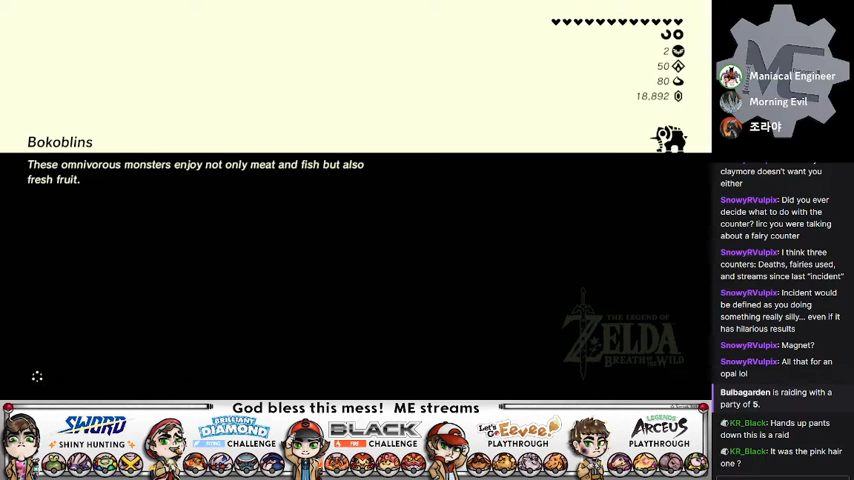 2
50
80
18,892
Bokoblins
These omnivorous monsters enjoy not only meat and fish but also
fresh fruit.
THE LEGEND OF
ZELDA
BREATH OF THE WILD
ME
Maniacal Engineer
Morning Evil
조라야
claymore doesn't want you
either
SnowyRVulpix: Did you ever
decide what to do with the
counter? Iirc you were talking
about a fairy counter
SnowyRVulpix: I think three
counters: Deaths, fairies used,
and streams since last "incident"
SnowyRVulpix: Incident would
be defined as you doing
something really silly... even if it
has hilarious results
SnowyRVulpix: Magnet?
SnowyRVulpix: All that for an
opal lol
Bulbagarden is raiding with a
party of 5.
KR_Black: Hands up pants
down this is a raid
KR_Black: It was the pink hair
one ?
God bless this mess! ME streams
SWORD
SHINY HUNTING
BRILLIANT
DIAMOND
CHALLENGE
BLACK
FIRE CHALLENGE
Let's Go Eevee!
PLAYTHROUGH
LEGENDS
ARCEUS
PLAYTHROUGH